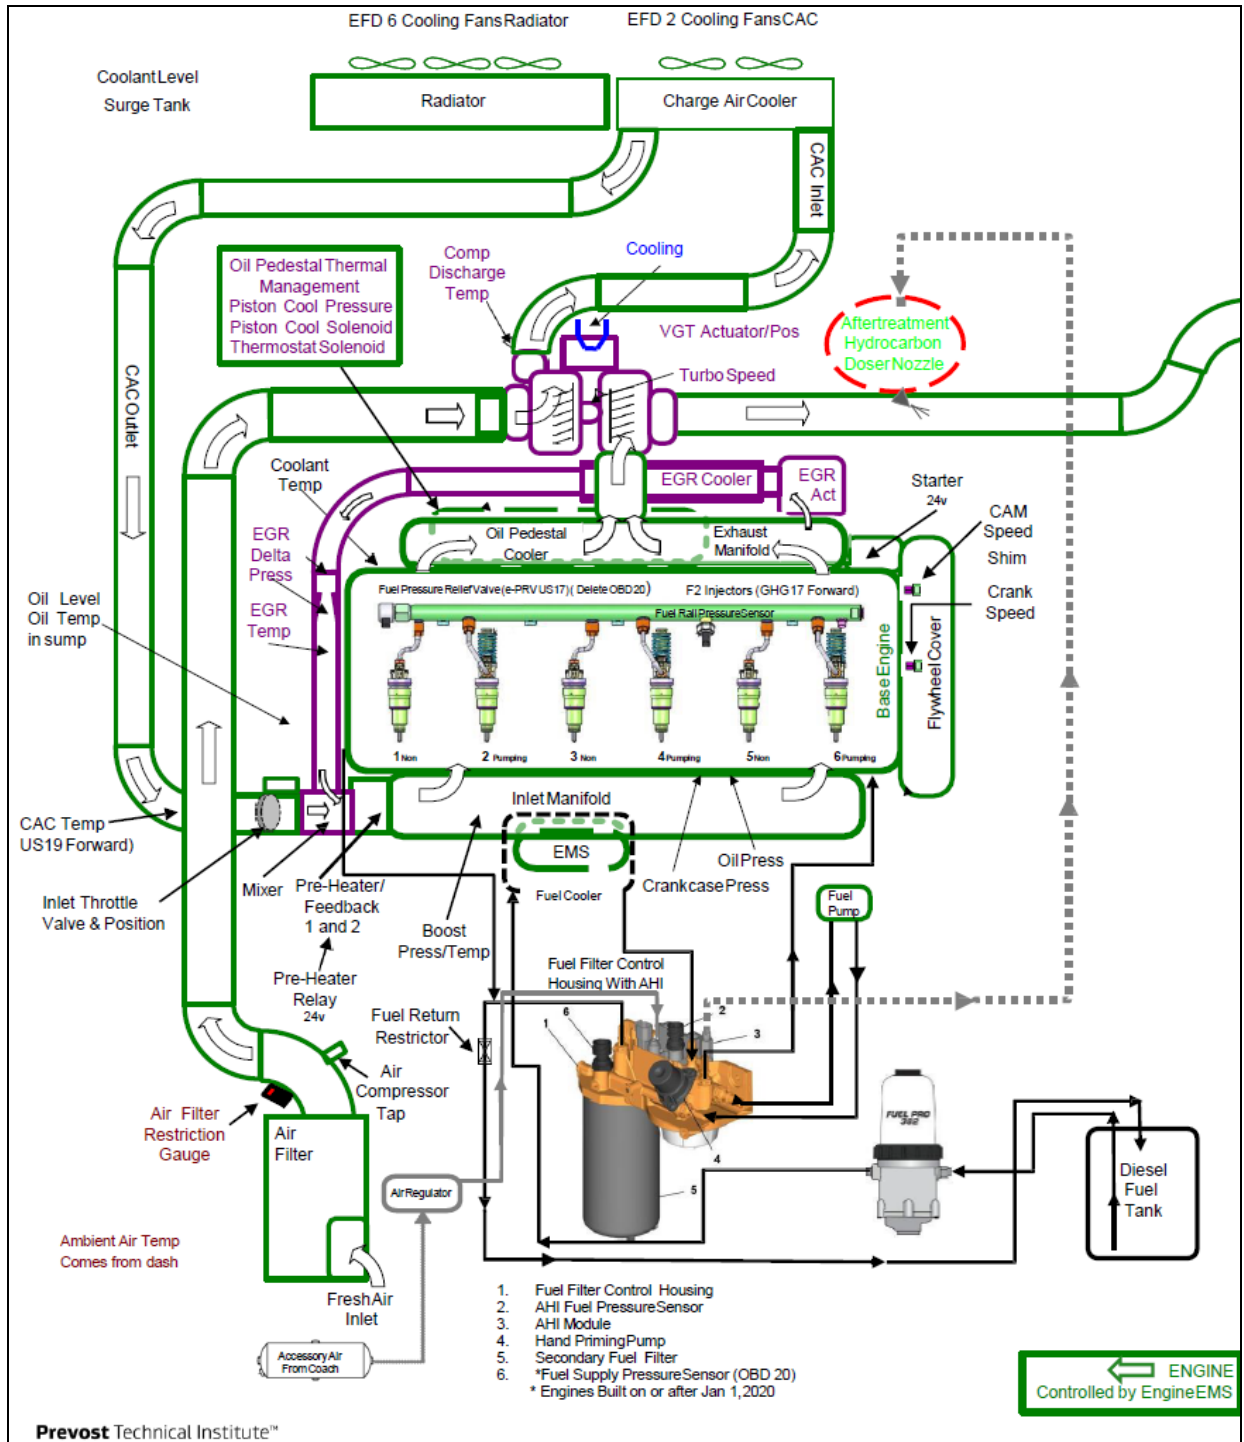 EFD 6 Cooling Fans Radiator
EFD 2 Cooling Fans CAC
Coolant Level
Surge Tank
Radiator
Charge Air Cooler
CAC Inlet
Cooling
Comp
Discharge
Temp
Oil Pedestal Thermal
Management
Piston Cool Pressure
Piston Cool Solenoid
Thermostat Solenoid
VGT Actuator/Pos
Aftertreatment
Hydrocarbon
Doser Nozzle
Turbo Speed
CAC Outlet
Coolant
Temp
EGR Cooler
EGR
Act
Starter
24v
CAM
Speed
Shim
Crank
Speed
EGR
Delta
Press
EGR
Temp
Oil Pedestal
Cooler
Exhaust
Manifold
Fuel Pressure Relief Valve (e-PRV US17) ( Delete OBD20 )
F2 Injectors (GHG 17 Forward)
Fuel Rail Pressure Sensor
Oil Level
Oil Temp
in sump
Base Engine
Flywheel Cover
1 Non
2 Pumping
3 Non
4 Pumping
5 Non
6 Pumping
Inlet Manifold
EMS
Fuel Cooler
Oil Press
Crankcase Press
CAC Temp
US19 Forward)
Mixer
Inlet Throttle
Valve & Position
Pre-Heater/
Feedback
1 and 2
Pre-Heater
Relay
24v
Boost
Press/Temp
Fuel
Pump
Fuel Filter Control
Housing With AHI
Fuel Return
Restrictor
1
6
2
3
4
5
Air
Compressor
Tap
Air Filter
Restriction
Gauge
Air
Filter
Air Regulator
FUEL PRO
382
Diesel
Fuel
Tank
Ambient Air Temp
Comes from dash
Fresh Air
Inlet
Accessory Air
From Coach
1. Fuel Filter Control Housing
2. AHI Fuel Pressure Sensor
3. AHI Module
4. Hand Priming Pump
5. Secondary Fuel Filter
6. *Fuel Supply Pressure Sensor (OBD 20)
* Engines Built on or after Jan 1,2020
ENGINE
Controlled by Engine EMS
Prevost Technical Institute™